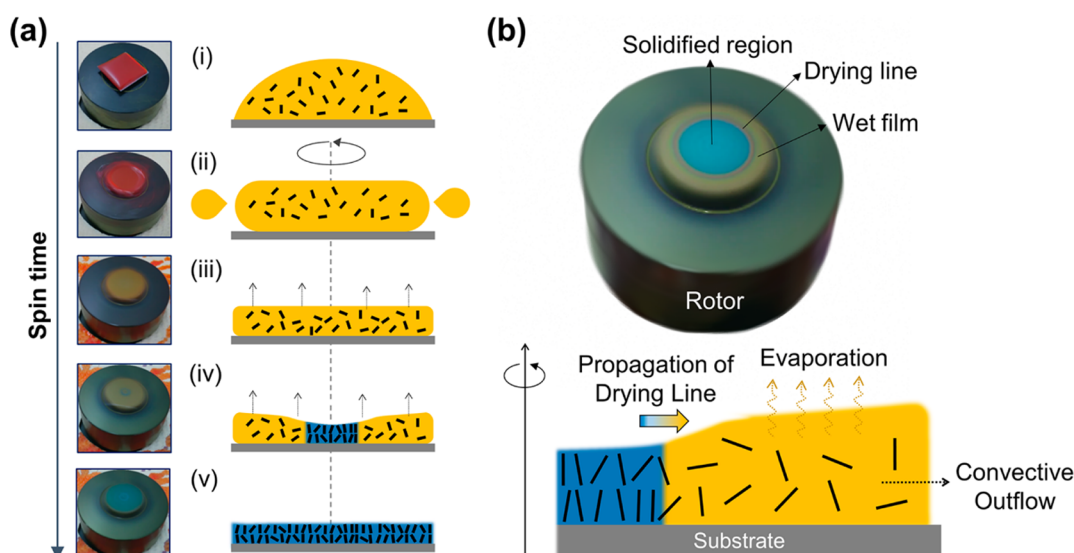 (a)
Spin time
(i)
(ii)
(iii)
(iv)
(v)
(b)
Solidified region
Drying line
Wet film
Rotor
Propagation of
Drying Line
Evaporation
Convective
Outflow
Substrate